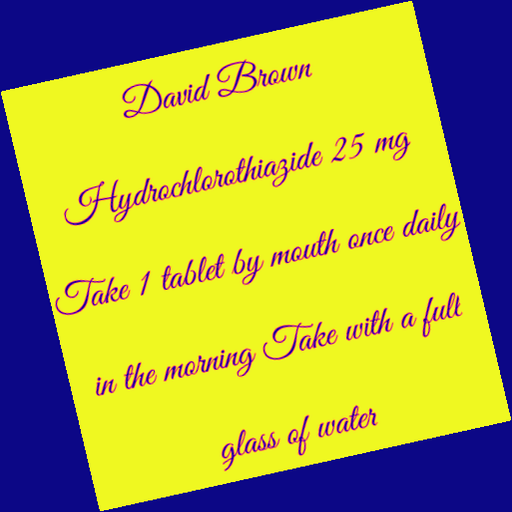 David Brown
Hydrochlorothiazide 25 mg
Take 1 tablet by mouth once daily
in the morning Take with a full
glass of water